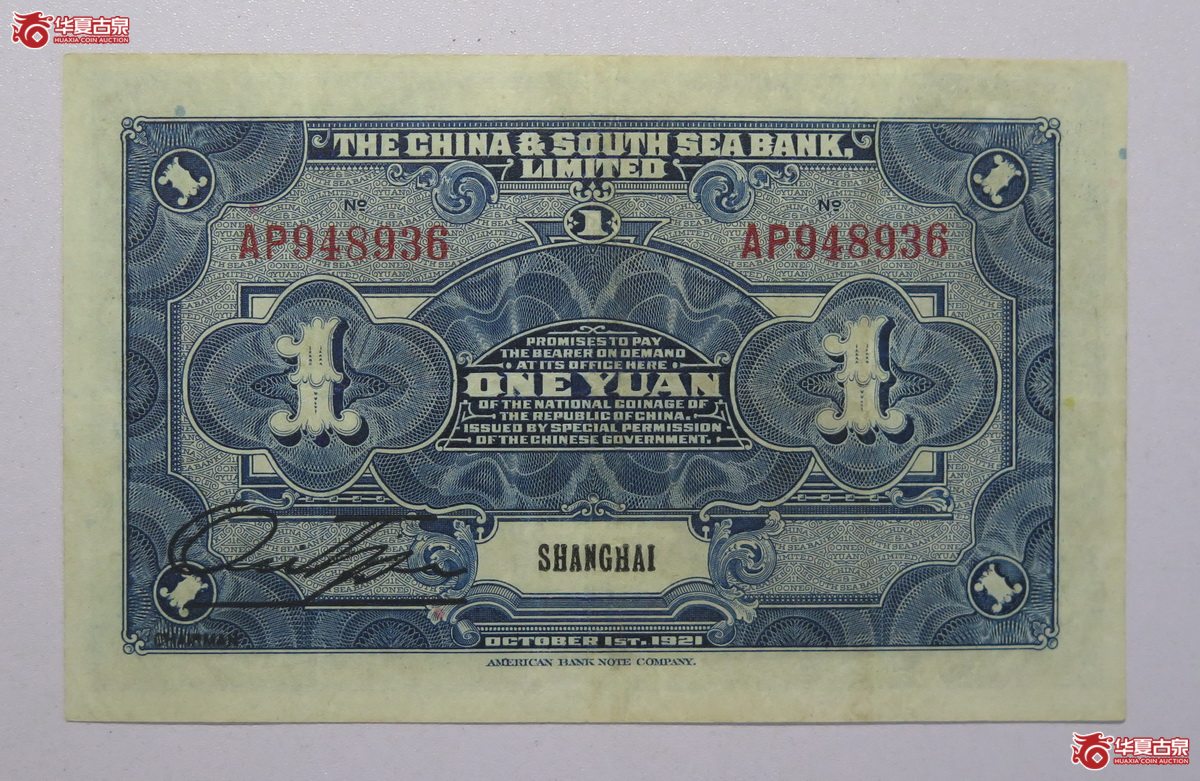 华夏古泉
HUAXIA COIN AUCTION
THE CHINA & SOUTH SEA BANK,
LIMITED
Nº Nº
1
AP948936 AP948936
1 1
PROMISES TO PAY
THE BEARER ON DEMAND
AT ITS OFFICE HERE
ONE YUAN
OF THE NATIONAL COINAGE OF
THE REPUBLIC OF CHINA.
ISSUED BY SPECIAL PERMISSION
OF THE CHINESE GOVERNMENT.
SHANGHAI
CHAIRMAN
OCTOBER 1ST. 1921
AMERICAN BANK NOTE COMPANY.
华夏古泉
HUAXIA COIN AUCTION